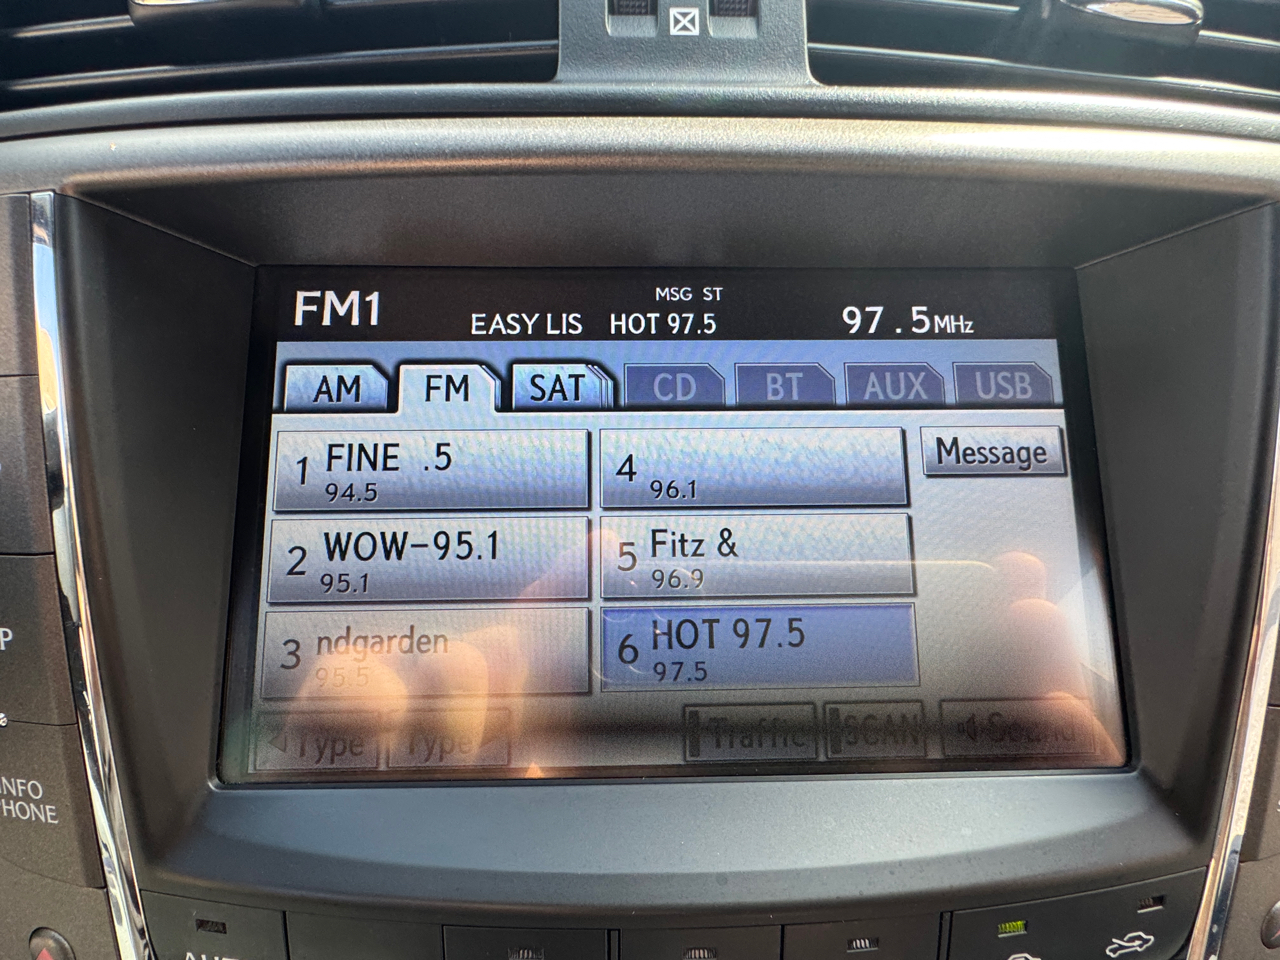 MSG ST
FM1 EASY LIS HOT 97.5 97.5MHz
AM FM SAT CD BT AUX USB
1 FINE .5
94.5
2 WOW-95.1
95.1
3 ndgarden
95.5
4
96.1
5 Fitz &
96.9
6 HOT 97.5
97.5
Message
Type Type Traffic SCAN Sound
INFO
PHONE